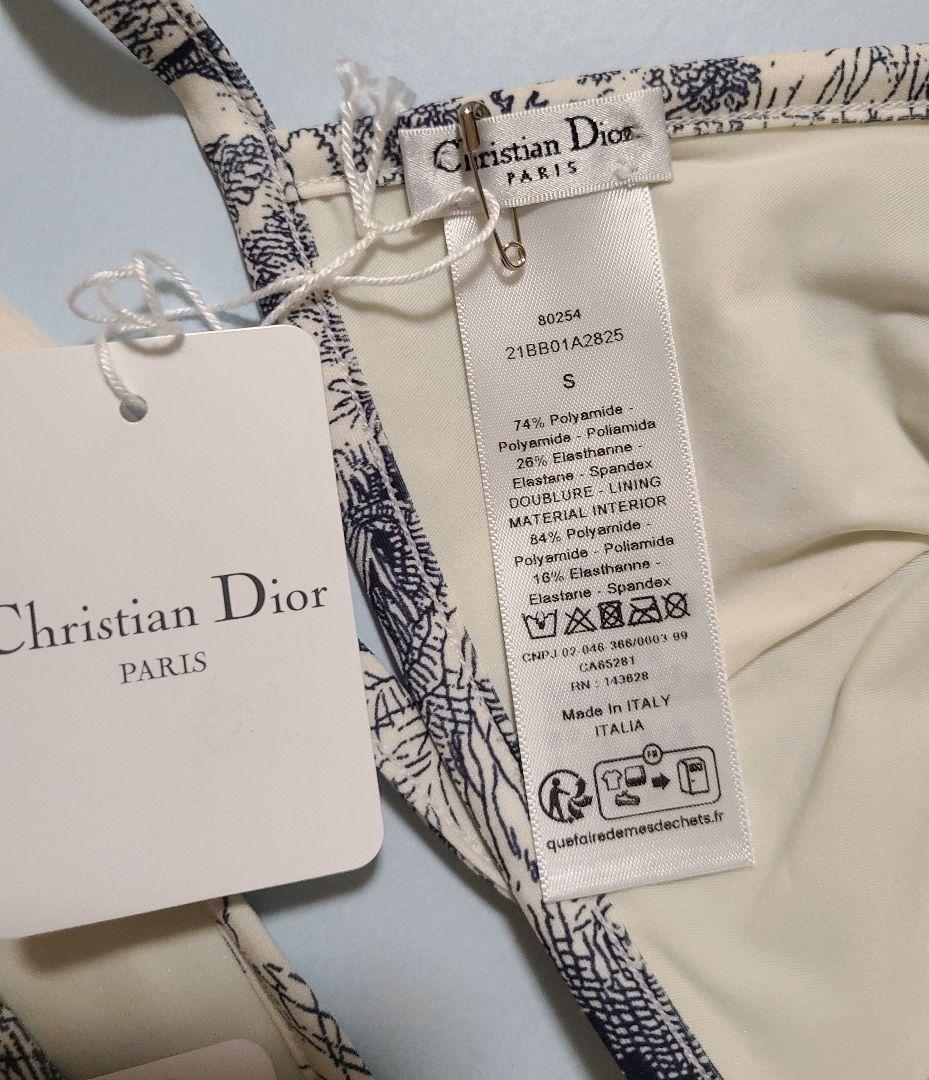 Christian Dior
PARIS
80254
21BB01A2825
S
74% Polyamide -
Polyamide - Poliamida
26% Elasthanne -
Elastane - Spandex
DOUBLURE - LINING
MATERIAL INTERIOR
84% Polyamide -
Polyamide - Poliamida
16% Elasthanne -
Elastane - Spandex
CNPJ 02 046 366/0003 99
CA65281
RN : 143628
Made in ITALY
ITALIA
FR
quefairedemesdechets.fr
Christian Dior
PARIS